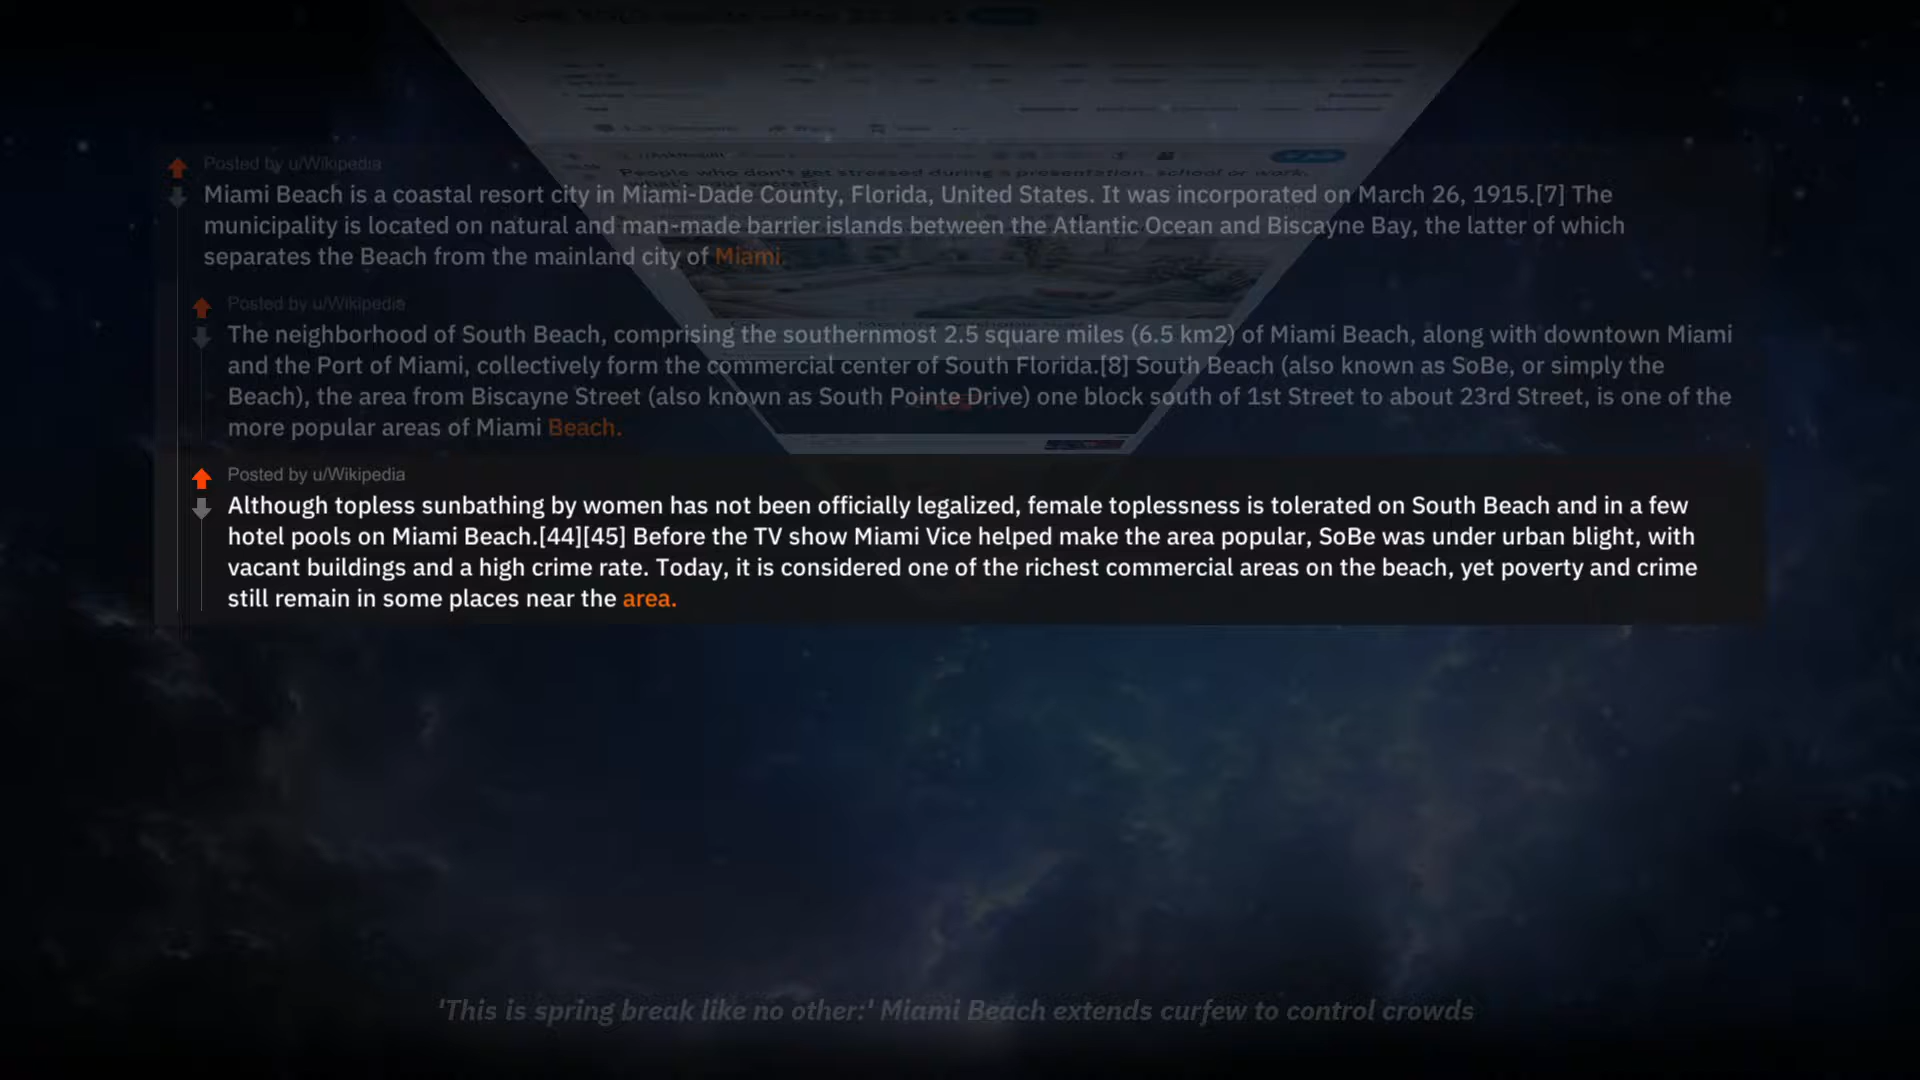 People who don't get stressed during a presentation, school or work,
Posted by u/Wikipedia
Miami Beach is a coastal resort city in Miami-Dade County, Florida, United States. It was incorporated on March 26, 1915.[7] The
municipality is located on natural and man-made barrier islands between the Atlantic Ocean and Biscayne Bay, the latter of which
separates the Beach from the mainland city of Miami.
Posted by u/Wikipedia
The neighborhood of South Beach, comprising the southernmost 2.5 square miles (6.5 km2) of Miami Beach, along with downtown Miami
and the Port of Miami, collectively form the commercial center of South Florida.[8] South Beach (also known as SoBe, or simply the
Beach), the area from Biscayne Street (also known as South Pointe Drive) one block south of 1st Street to about 23rd Street, is one of the
more popular areas of Miami Beach.
Posted by u/Wikipedia
Although topless sunbathing by women has not been officially legalized, female toplessness is tolerated on South Beach and in a few
hotel pools on Miami Beach.[44][45] Before the TV show Miami Vice helped make the area popular, SoBe was under urban blight, with
vacant buildings and a high crime rate. Today, it is considered one of the richest commercial areas on the beach, yet poverty and crime
still remain in some places near the area.
'This is spring break like no other:' Miami Beach extends curfew to control crowds